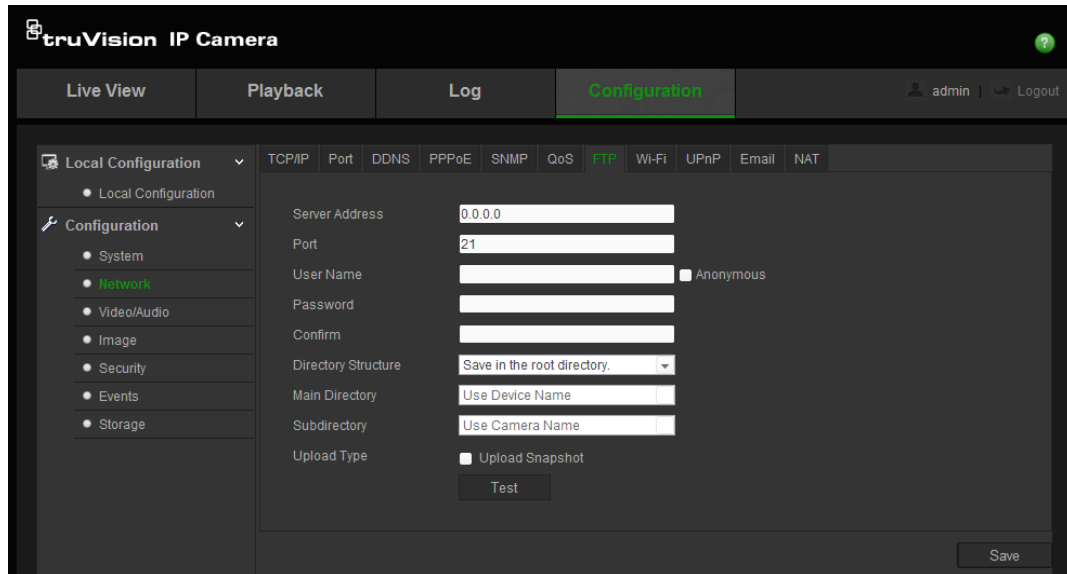 truVision IP Camera
?
Live View Playback Log Configuration admin | Logout
Local Configuration
Local Configuration
Configuration
System
Network
Video/Audio
Image
Security
Events
Storage
TCP/IP Port DDNS PPPoE SNMP QoS FTP Wi-Fi UPnP Email NAT
Server Address 0.0.0.0
Port 21
User Name Anonymous
Password
Confirm
Directory Structure Save in the root directory.
Main Directory Use Device Name
Subdirectory Use Camera Name
Upload Type Upload Snapshot
Test
Save